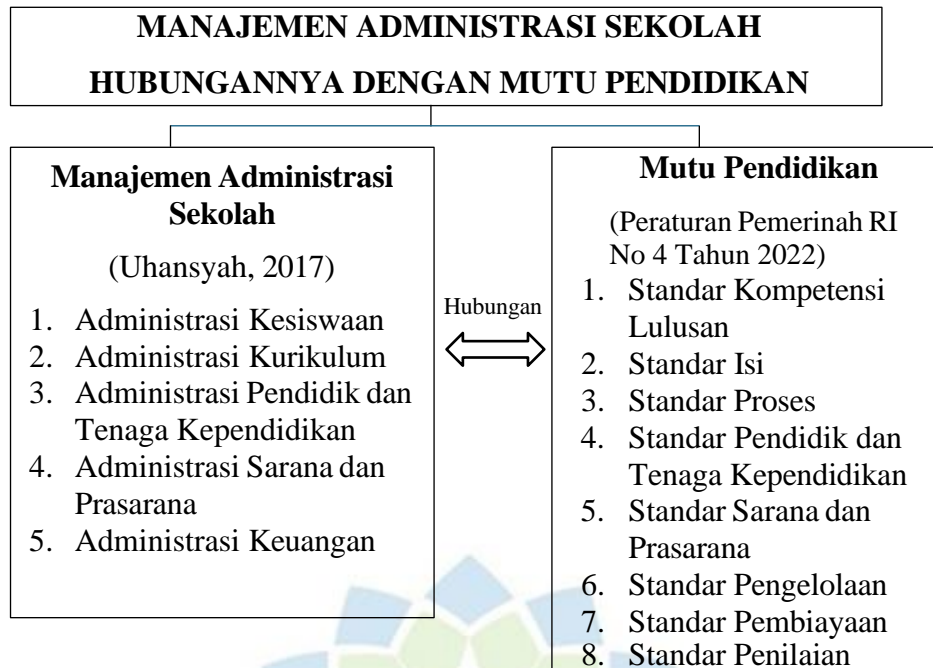 MANAJEMEN ADMINISTRASI SEKOLAH
HUBUNGANNYA DENGAN MUTU PENDIDIKAN
Manajemen Administrasi
Sekolah
(Uhansyah, 2017)
1. Administrasi Kesiswaan
2. Administrasi Kurikulum
3. Administrasi Pendidik dan
Tenaga Kependidikan
4. Administrasi Sarana dan
Prasarana
5. Administrasi Keuangan
Hubungan
Mutu Pendidikan
(Peraturan Pemerinah RI
No 4 Tahun 2022)
1. Standar Kompetensi
Lulusan
2. Standar Isi
3. Standar Proses
4. Standar Pendidik dan
Tenaga Kependidikan
5. Standar Sarana dan
Prasarana
6. Standar Pengelolaan
7. Standar Pembiayaan
8. Standar Penilaian